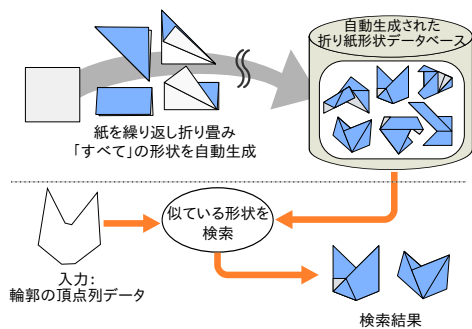 自動生成された
折り紙形状データベース
紙を繰り返し折り畳み
「すべて」の形状を自動生成
似ている形状を
検索
入力:
輪郭の頂点列データ
検索結果